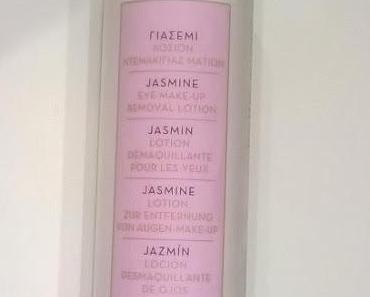 ΓΙΑΣΕΜΙ
ΛΟΣΙΟΝ
ΝΤΕΜΑΚΙΓΙΑΖ ΜΑΤΙΩΝ
JASMINE
EYE MAKE-UP
REMOVAL LOTION
JASMIN
LOTION
DÉMAQUILLANTE
POUR LES YEUX
JASMINE
LOTION
ZUR ENTFERNUNG
VON AUGEN-MAKE-UP
JAZMÍN
LOCIÓN
DESMAQUILLANTE
DE OJOS